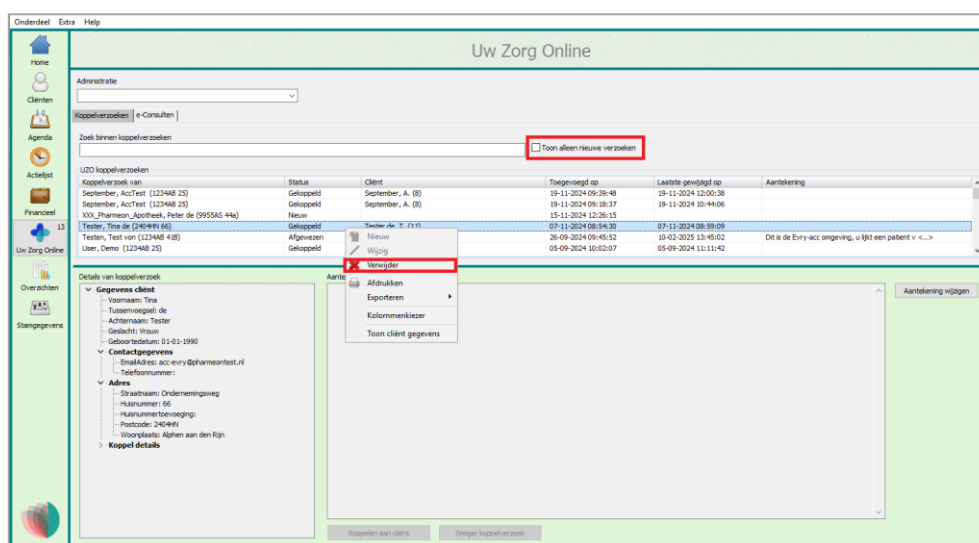 Onderdeel Extra Help
Home
Cliënten
Agenda
Actielijst
Financieel
13
Uw Zorg Online
Overzichten
Stamgegevens
Uw Zorg Online
Administratie
Koppelverzoeken e-Consulten
Zoek binnen koppelverzoeken
Toon alleen nieuwe verzoeken
UZO koppelverzoeken
Koppelverzoek van Status Cliënt Toegevoegd op Laatste gewijzigd op Aantekening
September, AccTest (1234AB 25) Gekoppeld September, A. (8) 19-11-2024 09:39:48 19-11-2024 12:00:38
September, AccTest (1234AB 25) Gekoppeld September, A. (8) 19-11-2024 09:18:37 19-11-2024 10:44:06
XXX_Pharmeon_Apotheek, Peter de (9955AS 44a) Nieuw 15-11-2024 12:26:15
Tester, Tina de (2404HN 66) Gekoppeld Tester de, T. (11) 07-11-2024 08:54:30 07-11-2024 08:59:09
Testen, Test von (1234AB 41B) Afgewezen 26-09-2024 09:45:52 10-02-2025 13:45:02 Dit is de Evry-acc omgeving, u lijkt een patient v <...>
User, Demo (1234AB 25) Gekoppeld 05-09-2024 10:02:07 05-09-2024 11:11:42
Nieuw
Wijzig
Verwijder
Afdrukken
Exporteren
Kolommenkiezer
Toon cliënt gegevens
Details van koppelverzoek
Gegevens cliënt
Voornaam: Tina
Tussenvoegsel: de
Achternaam: Tester
Geslacht: Vrouw
Geboortedatum: 01-01-1990
Contactgegevens
EmailAdres: acc-evry@pharmeontest.nl
Telefoonnummer:
Adres
Straatnaam: Ondernemingsweg
Huisnummer: 66
Huisnummertoevoeging:
Postcode: 2404HN
Woonplaats: Alphen aan den Rijn
Koppel details
Aante
Aantekening wijzigen
Koppelen aan cliënt Weiger koppelverzoek